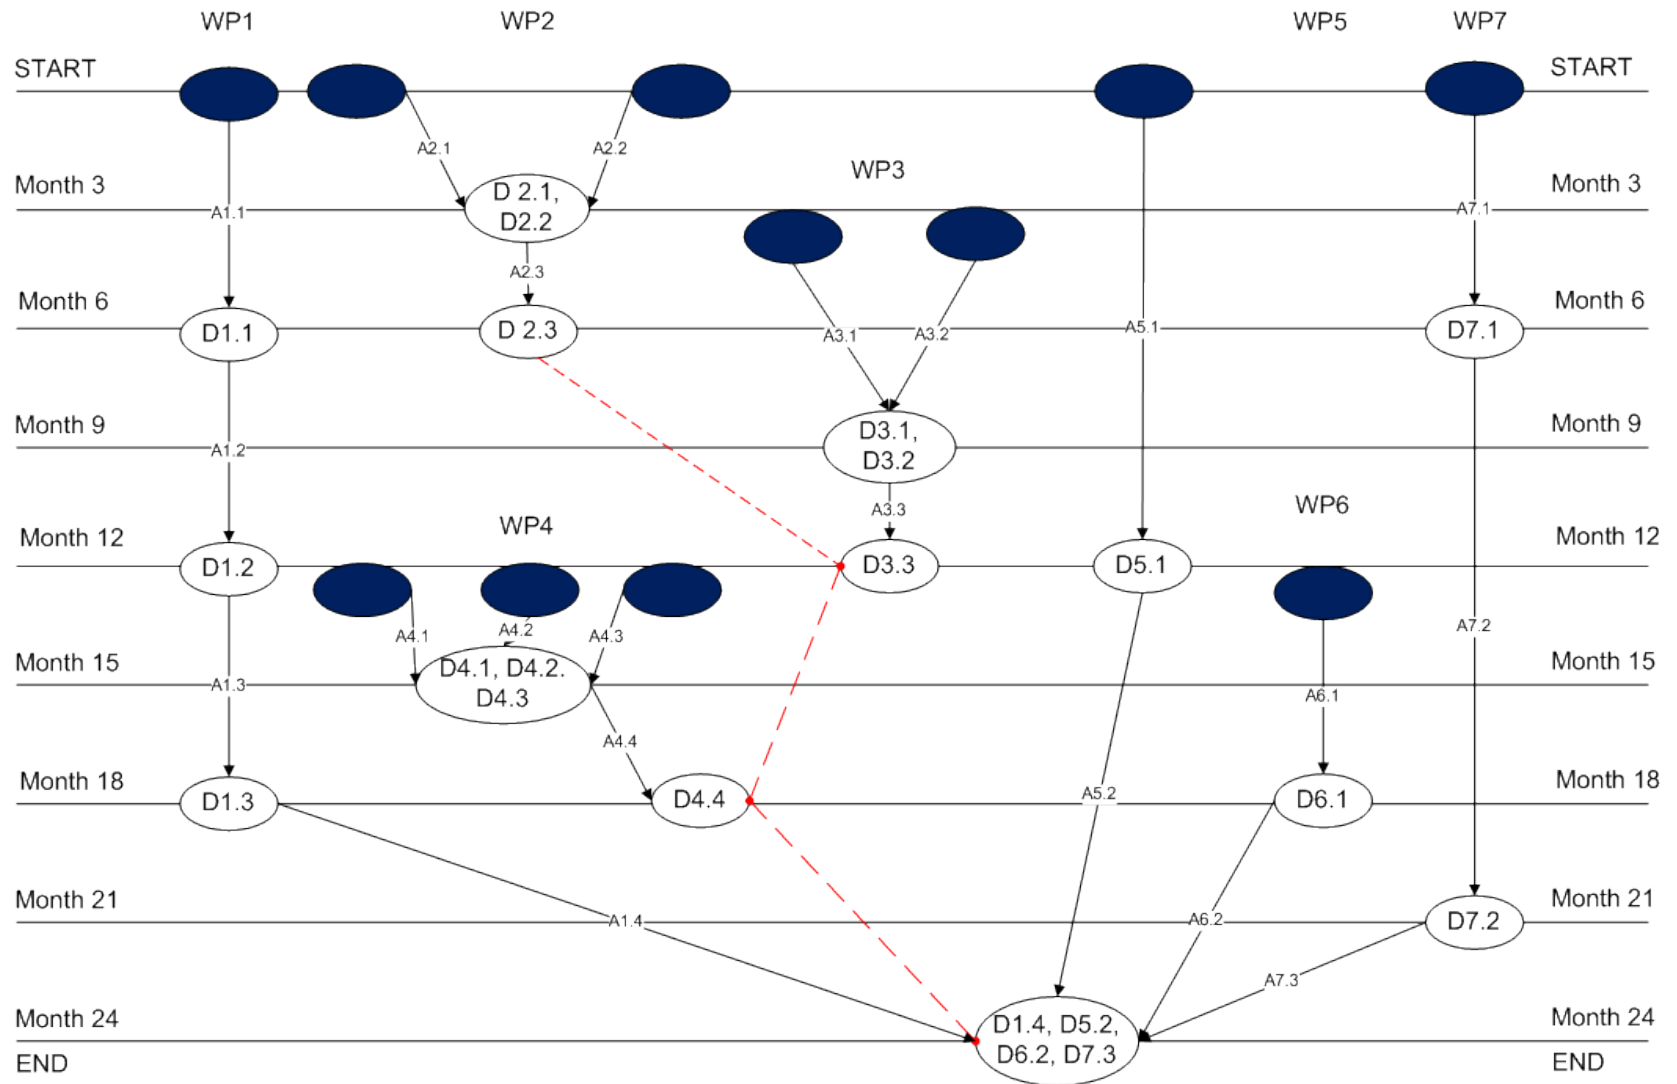 WP1
WP2
WP5
WP7
START
START
A2.1
A2.2
WP3
Month 3
Month 3
D 2.1,
D2.2
A1.1
A7.1
A2.3
Month 6
Month 6
D1.1
D 2.3
A3.1
A3.2
A5.1
D7.1
Month 9
Month 9
D3.1,
D3.2
A1.2
A3.3
WP6
WP4
Month 12
Month 12
D1.2
D3.3
D5.1
A4.1
A4.2
A4.3
A7.2
Month 15
Month 15
D4.1, D4.2.
D4.3
A1.3
A6.1
A4.4
Month 18
Month 18
D1.3
D4.4
A5.2
D6.1
Month 21
Month 21
A1.4
A6.2
D7.2
A7.3
Month 24
Month 24
D1.4, D5.2,
D6.2, D7.3
END
END